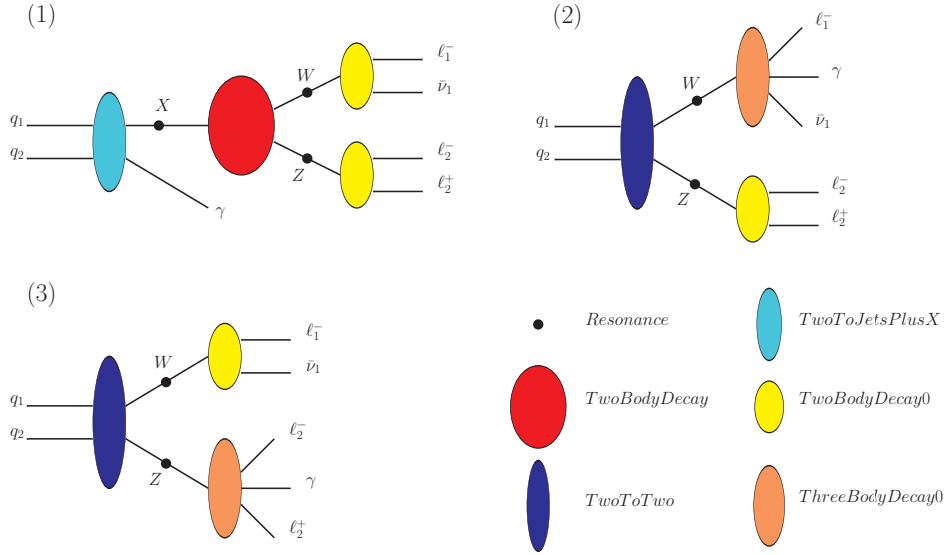 (1)
X
W
Z
q₁
q₂
γ
ℓ₁⁻
ν̄₁
ℓ₂⁻
ℓ₂⁺
(2)
q₁
q₂
W
Z
ℓ₁⁻
γ
ν̄₁
ℓ₂⁻
ℓ₂⁺
(3)
q₁
q₂
W
Z
ℓ₁⁻
ν̄₁
ℓ₂⁻
γ
ℓ₂⁺
Resonance
TwoToJetsPlusX
TwoBodyDecay
TwoBodyDecay0
TwoToTwo
ThreeBodyDecay0